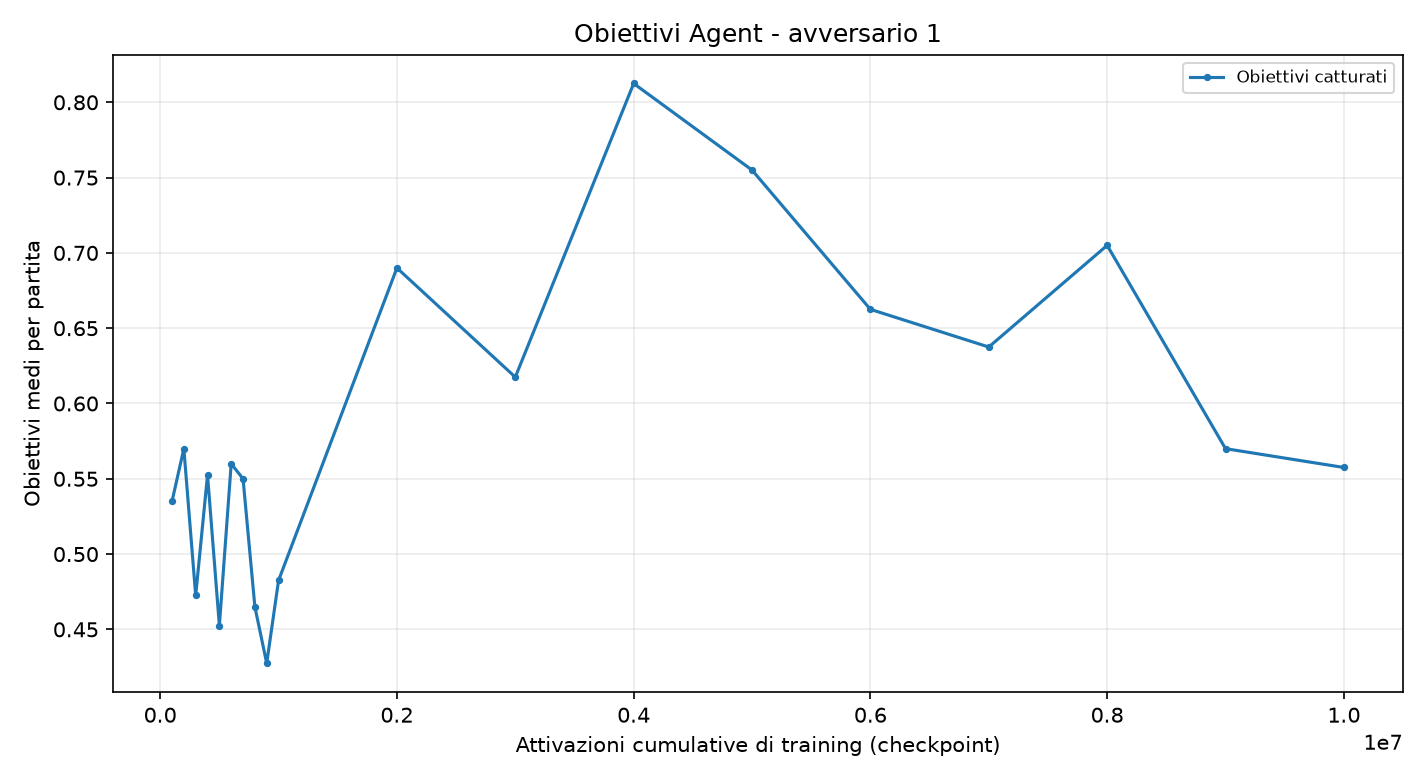 Obiettivi Agent - avversario 1
Obiettivi catturati
Obiettivi medi per partita
0.80
0.75
0.70
0.65
0.60
0.55
0.50
0.45
0.0 0.2 0.4 0.6 0.8 1.0
1e7
Attivazioni cumulative di training (checkpoint)